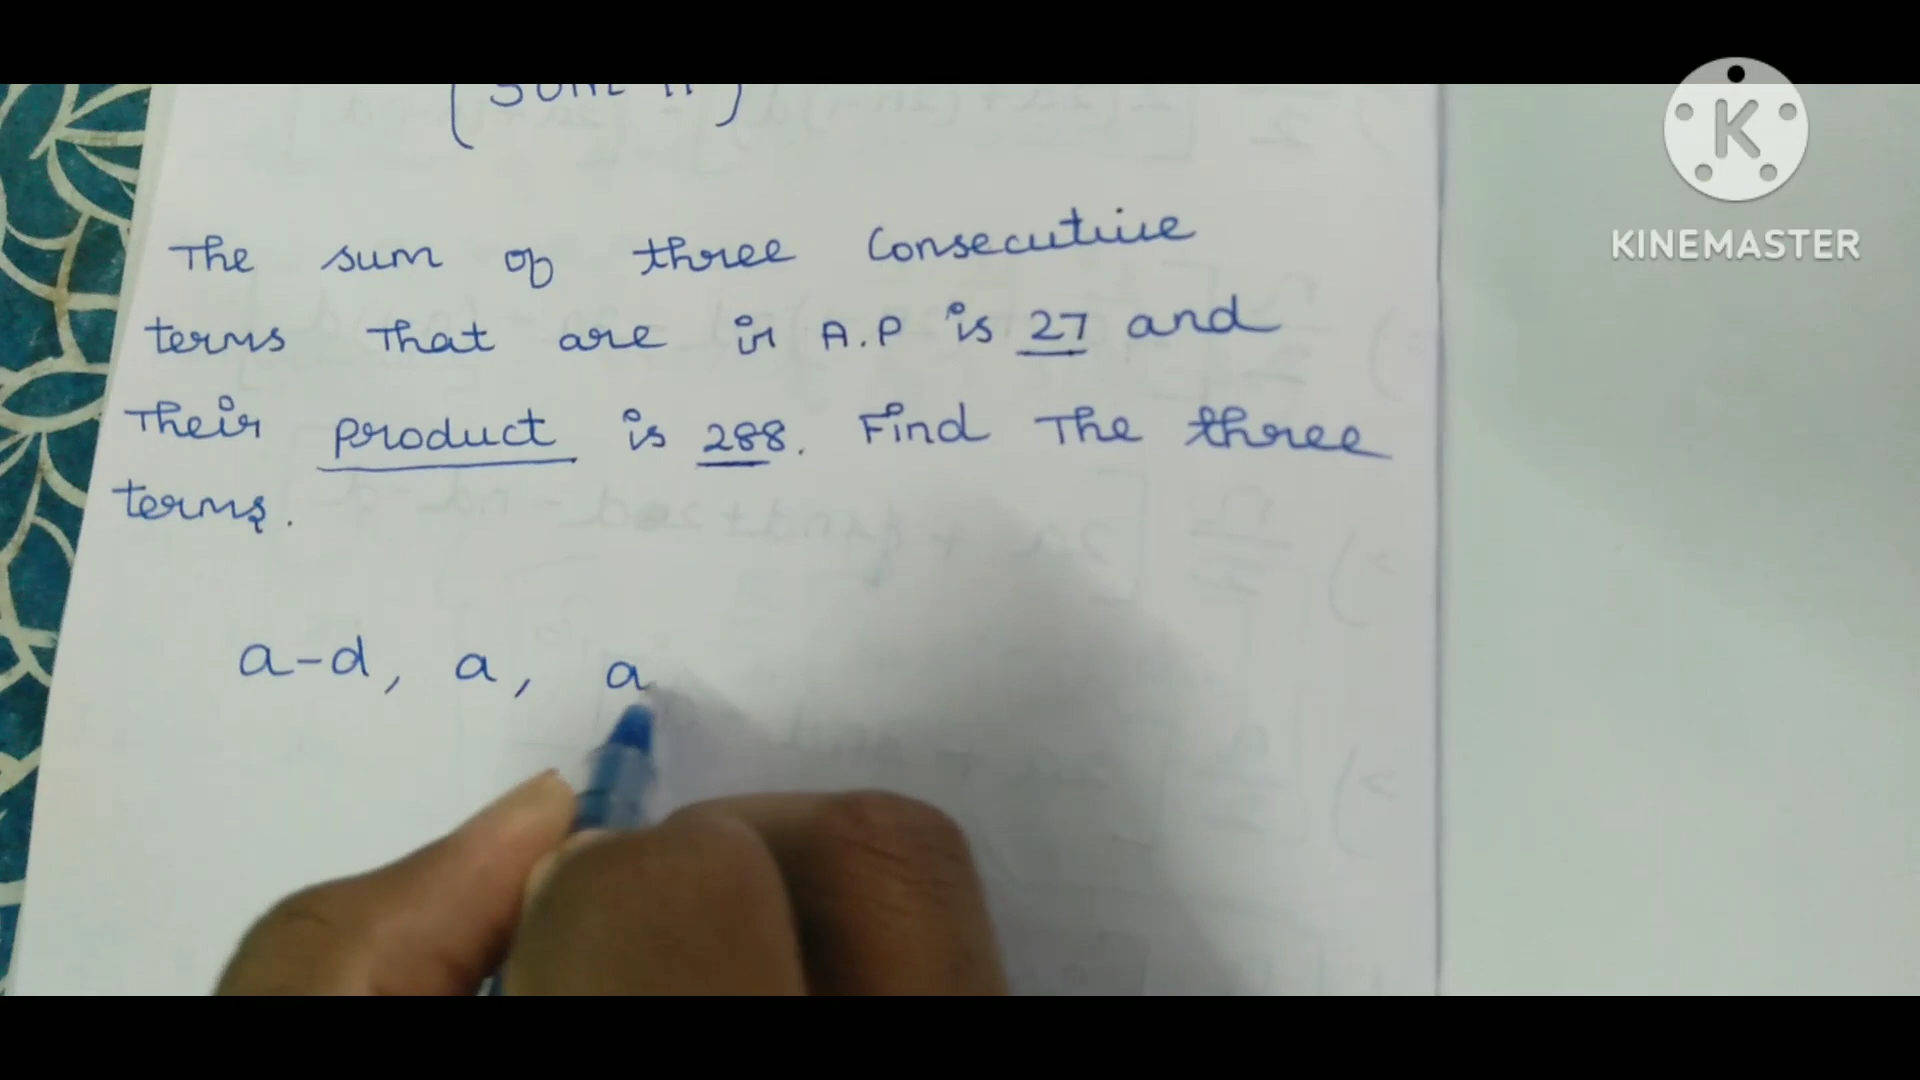 (Sum
KINEMASTER
The sum of three Consecutive
terms That are in A.P is 27 and
Their product is 288. Find The three
terms.
a-d, a, a